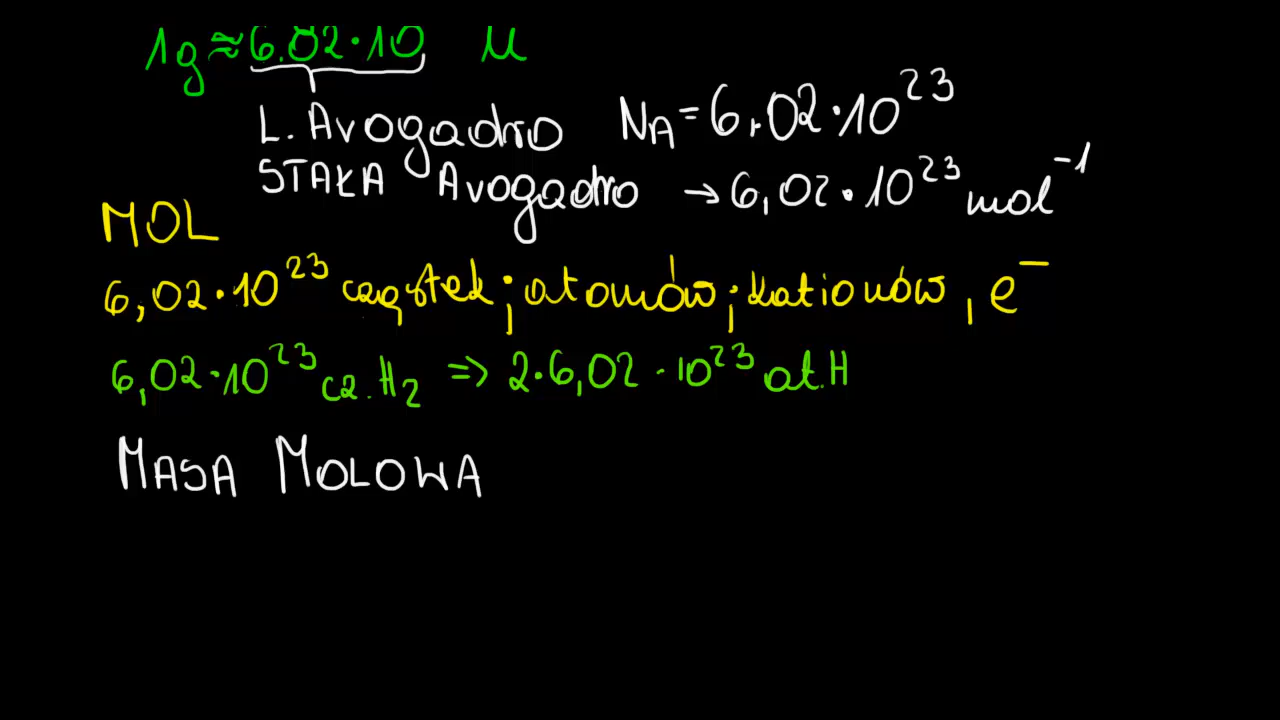 1g ≈ 6.02·10 u
L. Avogadro N_A = 6,02·10²³
STAŁA Avogadro → 6,02·10²³ mol⁻¹
MOL
6,02·10²³ cząstek; atomów; kationów, e⁻
6,02·10²³ cz. H₂ => 2·6,02·10²³ at.H
MASA MOLOWA